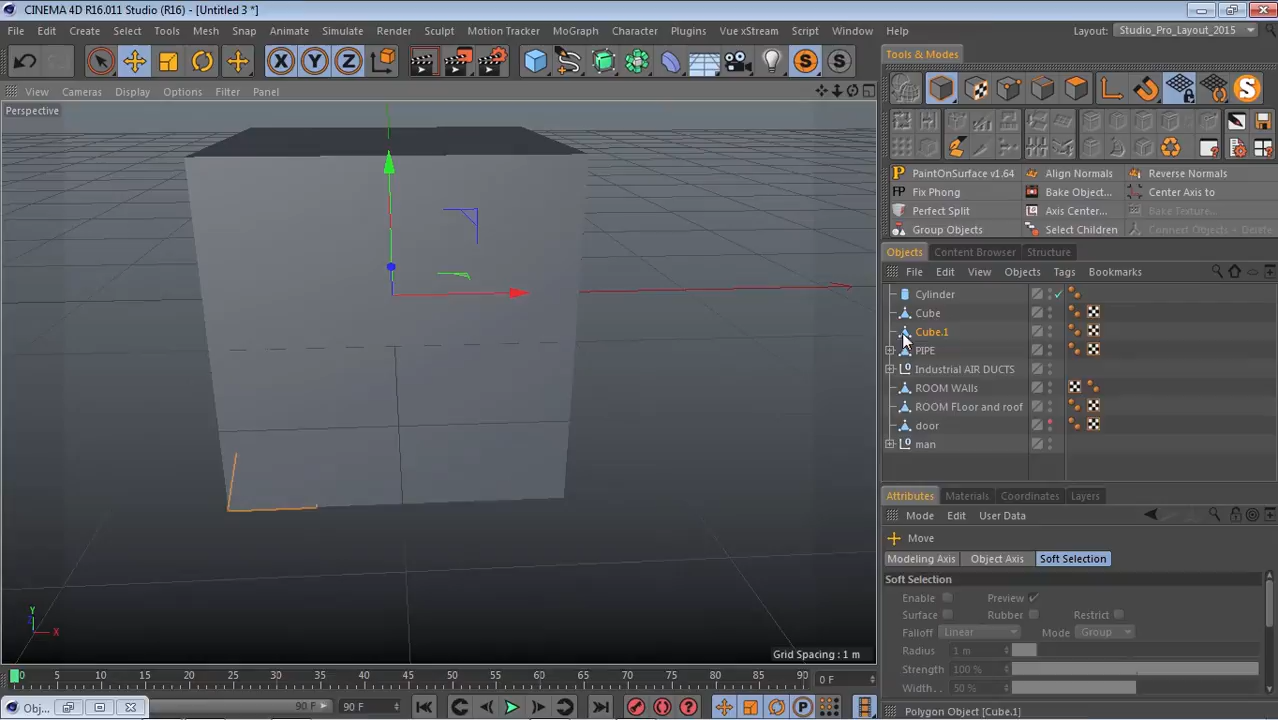 CINEMA 4D R16.011 Studio (R16) - [Untitled 3 *]
File Edit Create Select Tools Mesh Snap Animate Simulate Render Sculpt Motion Tracker MoGraph Character Plugins Vue xStream Script Window Help Layout: Studio_Pro_Layout_2015
X Y Z S S
Tools & Modes
View Cameras Display Options Filter Panel
Perspective
S
P PaintOnSurface v1.64 Align Normals Reverse Normals
FP Fix Phong Bake Object... Center Axis to
Perfect Split Axis Center... Bake Texture...
Group Objects Select Children Connect Objects + Delete
Objects Content Browser Structure
File Edit View Objects Tags Bookmarks
Cylinder
Cube
Cube.1
PIPE
Industrial AIR DUCTS
ROOM WAlls
ROOM FLoor and roof
door
man
Attributes Materials Coordinates Layers
Mode Edit User Data
Move
Modeling Axis Object Axis Soft Selection
Soft Selection
Enable Preview
Surface Rubber Restrict
Falloff Linear Mode Group
Radius 1 m
Strength 100 %
Width.. 50 %
Y
Z
X
Grid Spacing : 1 m
0 5 10 15 20 25 30 35 40 45 50 55 60 65 70 75 80 85 90 0 F
Obj... 90 F 90 F P
Polygon Object [Cube.1]